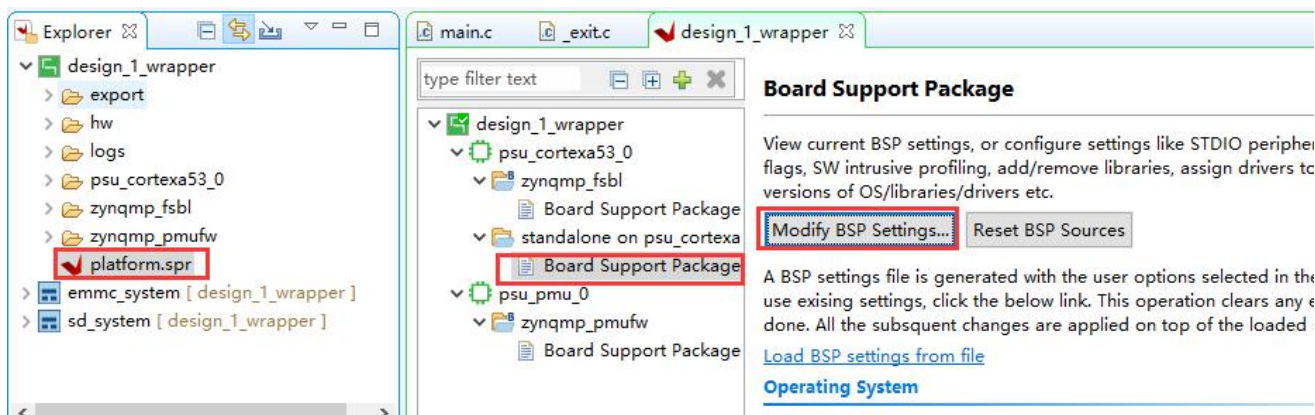 Explorer
design_1_wrapper
export
hw
logs
psu_cortexa53_0
zynqmp_fsbl
zynqmp_pmufw
platform.spr
emmc_system [ design_1_wrapper ]
sd_system [ design_1_wrapper ]
main.c
_exit.c
design_1_wrapper
type filter text
design_1_wrapper
psu_cortexa53_0
zynqmp_fsbl
Board Support Package
standalone on psu_cortexa
Board Support Package
psu_pmu_0
zynqmp_pmufw
Board Support Package
Board Support Package
View current BSP settings, or configure settings like STDIO peripher
flags, SW intrusive profiling, add/remove libraries, assign drivers to
versions of OS/libraries/drivers etc.
Modify BSP Settings... Reset BSP Sources
A BSP settings file is generated with the user options selected in the
use exising settings, click the below link. This operation clears any e
done. All the subsquent changes are applied on top of the loaded
Load BSP settings from file
Operating System